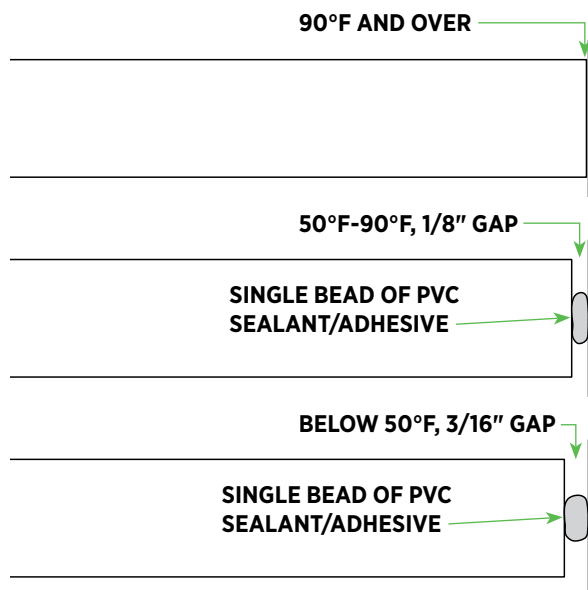 90°F AND OVER
50°F-90°F, 1/8" GAP
SINGLE BEAD OF PVC
SEALANT/ADHESIVE
BELOW 50°F, 3/16" GAP
SINGLE BEAD OF PVC
SEALANT/ADHESIVE